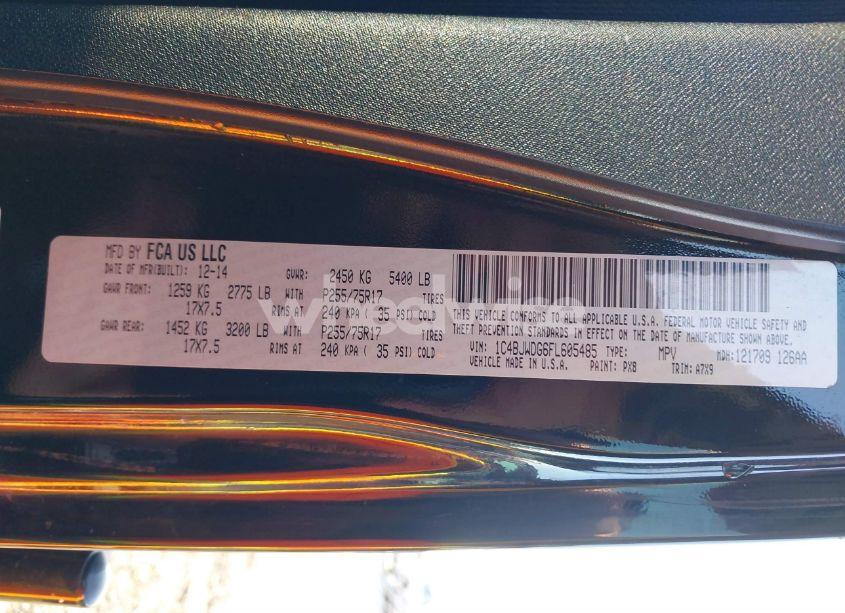 MFD BY FCA US LLC
DATE OF MFR(BUILT): 12-14 GVWR: 2450 KG 5400 LB
GAWR FRONT: 1259 KG 2775 LB WITH P255/75R17 TIRES
17X7.5 RIMS AT 240 KPA ( 35 PSI) COLD
GAWR REAR: 1452 KG 3200 LB WITH P255/75R17 TIRES
17X7.5 RIMS AT 240 KPA ( 35 PSI) COLD
THIS VEHICLE CONFORMS TO ALL APPLICABLE U.S.A. FEDERAL MOTOR VEHICLE SAFETY AND
THEFT PREVENTION STANDARDS IN EFFECT ON THE DATE OF MANUFACTURE SHOWN ABOVE.
VIN: 1C4BJWDG6FL605485 TYPE: MPV MDH: 121709 126AA
VEHICLE MADE IN U.S.A. PAINT: PX8 TRIM: A7X9